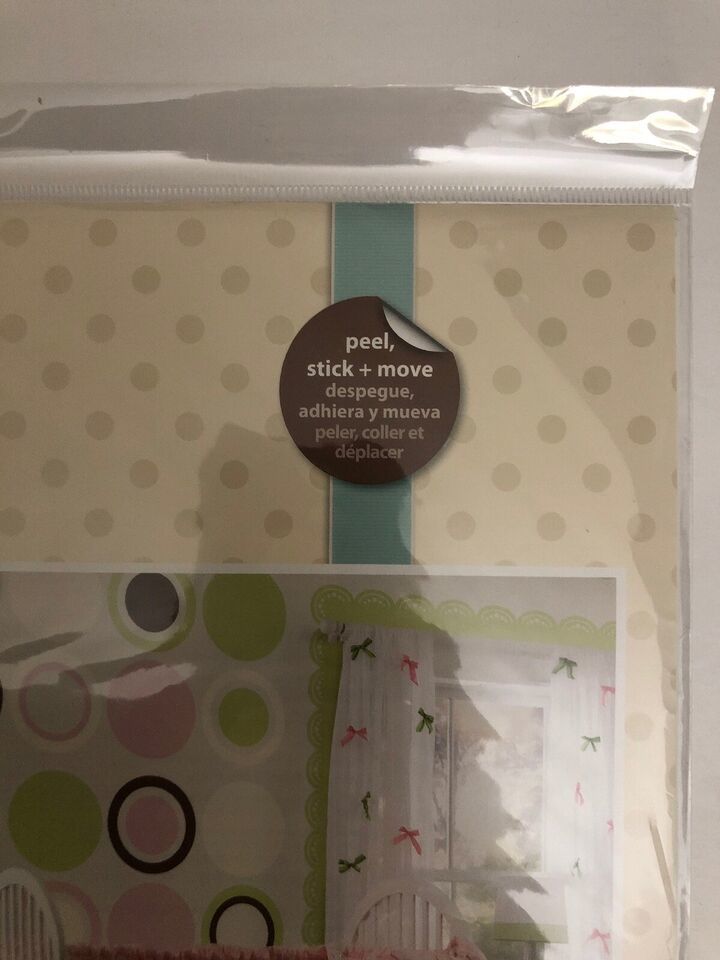 peel,
stick + move
despegue,
adhiera y mueva
peler, coller et
déplacer